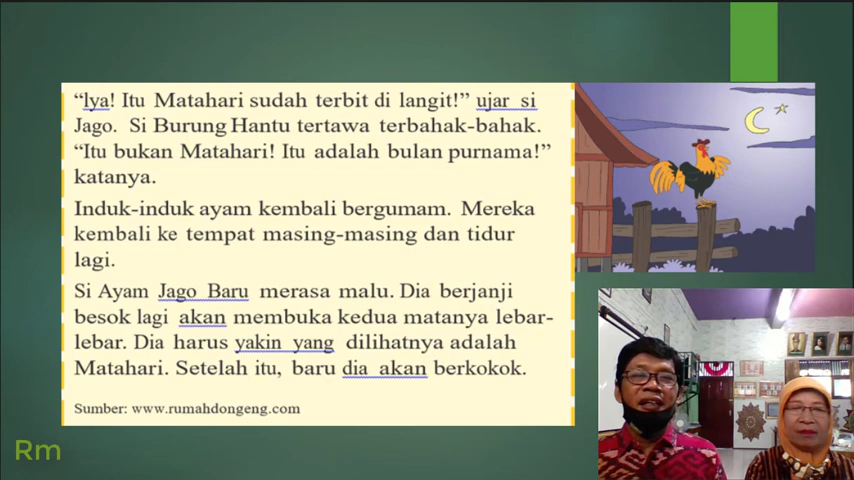 “Iya! Itu Matahari sudah terbit di langit!” ujar si
Jago. Si Burung Hantu tertawa terbahak-bahak.
“Itu bukan Matahari! Itu adalah bulan purnama!”
katanya.
Induk-induk ayam kembali bergumam. Mereka
kembali ke tempat masing-masing dan tidur
lagi.
Si Ayam Jago Baru merasa malu. Dia berjanji
besok lagi akan membuka kedua matanya lebar-
lebar. Dia harus yakin yang dilihatnya adalah
Matahari. Setelah itu, baru dia akan berkokok.
Sumber: www.rumahdongeng.com
Rm